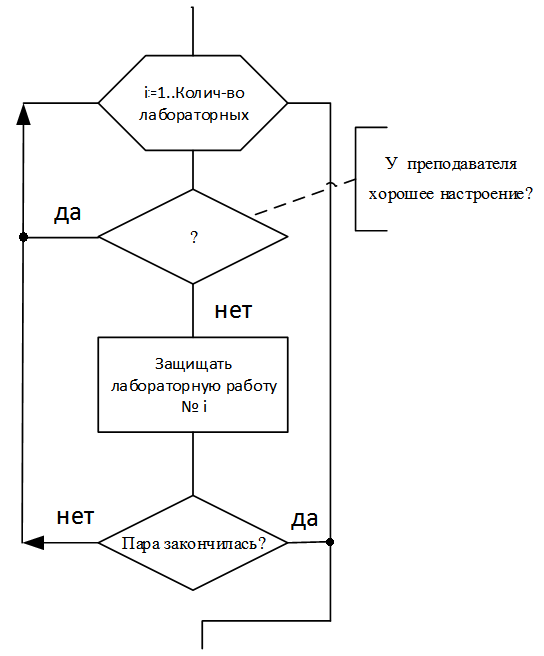 i:=1..Колич-во
лабораторных
У преподавателя
хорошее настроение?
да
?
нет
Защищать
лабораторную работу
№ i
нет
да
Пара закончилась?